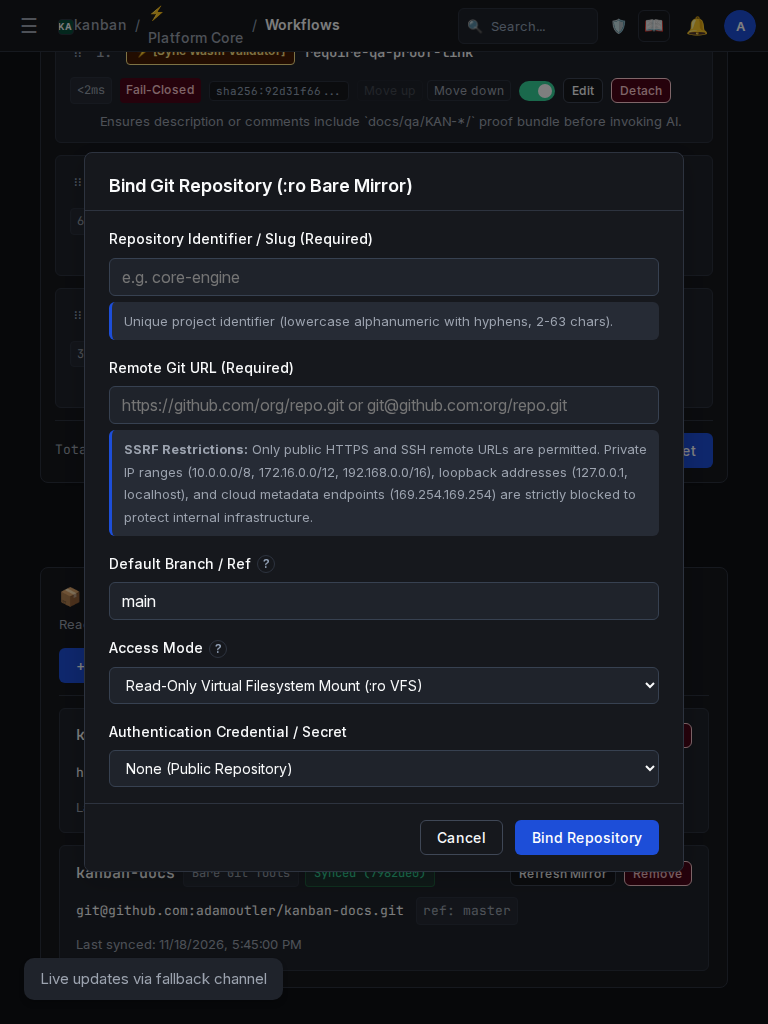 ☰ KA kanban / ⚡ Platform Core / Workflows
Search...
A
1. ⚡ [Sync Wasm Validator] require-qa-proof-link
<2ms Fail-Closed sha256:92d31f66... Move up Move down Edit Detach
Ensures description or comments include `docs/qa/KAN-*/` proof bundle before invoking AI.
Bind Git Repository (:ro Bare Mirror)
Repository Identifier / Slug (Required)
e.g. core-engine
Unique project identifier (lowercase alphanumeric with hyphens, 2-63 chars).
Remote Git URL (Required)
https://github.com/org/repo.git or git@github.com:org/repo.git
SSRF Restrictions: Only public HTTPS and SSH remote URLs are permitted. Private
IP ranges (10.0.0.0/8, 172.16.0.0/12, 192.168.0.0/16), loopback addresses (127.0.0.1,
localhost), and cloud metadata endpoints (169.254.169.254) are strictly blocked to
protect internal infrastructure.
Default Branch / Ref ?
main
Access Mode ?
Read-Only Virtual Filesystem Mount (:ro VFS)
Authentication Credential / Secret
None (Public Repository)
Cancel Bind Repository
kanban-docs Bare Git Tools Synced (7982de0) Refresh Mirror Remove
git@github.com:adamoutler/kanban-docs.git ref: master
Last synced: 11/18/2026, 5:45:00 PM
Live updates via fallback channel